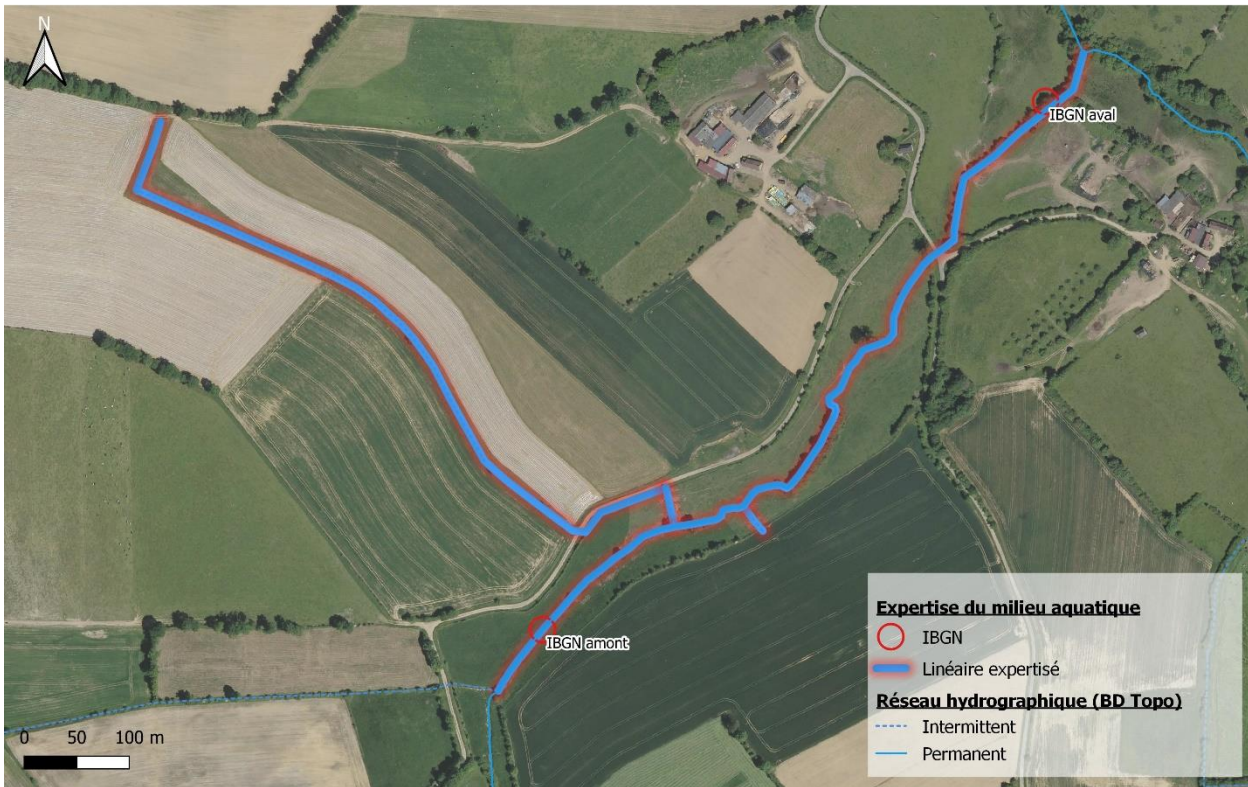 N
IBGN aval
IBGN amont
0 50 100 m
Expertise du milieu aquatique
IBGN
Linéaire expertisé
Réseau hydrographique (BD Topo)
Intermittent
Permanent